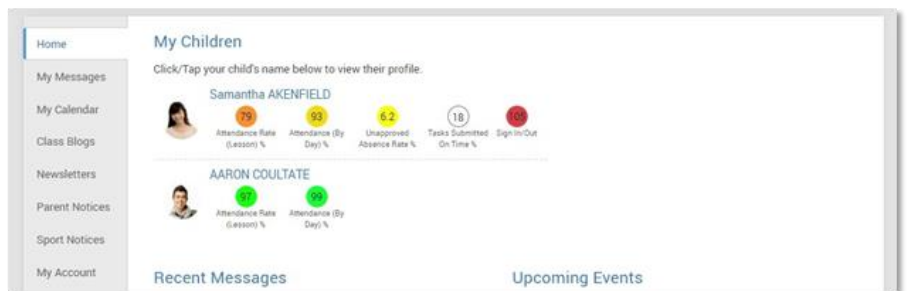 Home
My Messages
My Calendar
Class Blogs
Newsletters
Parent Notices
Sport Notices
My Account
My Children
Click/Tap your child's name below to view their profile.
Samantha AKENFIELD
79 93 6.2 18 105
Attendance Rate (Lesson) %
Attendance (By Day) %
Unapproved Absence Rate %
Tasks Submitted On Time %
Sign In/Out
AARON COULTATE
97 99
Attendance Rate (Lesson) %
Attendance (By Day) %
Recent Messages
Upcoming Events